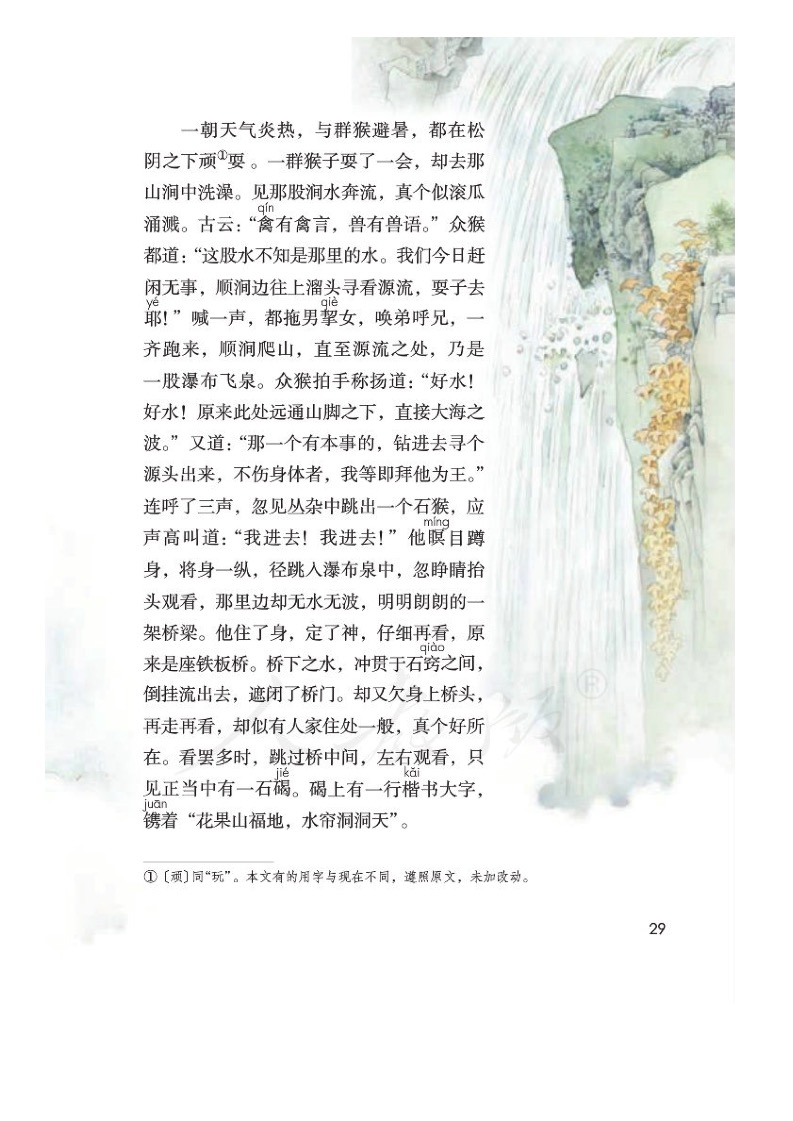 一朝天气炎热，与群猴避暑，都在松
阴之下顽①耍 。一群猴子耍了一会，却去那
山涧中洗澡。见那股涧水奔流，真个似滚瓜
qín
涌溅。古云：“禽有禽言，兽有兽语。”众猴
都道：“这股水不知是那里的水。我们今日赶
闲无事，顺涧边往上溜头寻看源流，耍子去
yé qiè
耶！”喊一声，都拖男挈女，唤弟呼兄，一
齐跑来，顺涧爬山，直至源流之处，乃是
一股瀑布飞泉。众猴拍手称扬道：“好水！
好水！原来此处远通山脚之下，直接大海之
波。”又道：“那一个有本事的，钻进去寻个
源头出来，不伤身体者，我等即拜他为王。”
连呼了三声，忽见丛杂中跳出一个石猴，应
míng
声高叫道：“我进去！我进去！”他瞑目蹲
身，将身一纵，径跳入瀑布泉中，忽睁睛抬
头观看，那里边却无水无波，明明朗朗的一
架桥梁。他住了身，定了神，仔细再看，原
qiào
来是座铁板桥。桥下之水，冲贯于石窍之间，
倒挂流出去，遮闭了桥门。却又欠身上桥头，
再走再看，却似有人家住处一般，真个好所
在。看罢多时，跳过桥中间，左右观看，只
jié kǎi
见正当中有一石碣。碣上有一行楷书大字，
juān
镌着“花果山福地，水帘洞洞天”。
①〔顽〕同“玩”。本文有的用字与现在不同，遵照原文，未加改动。
29